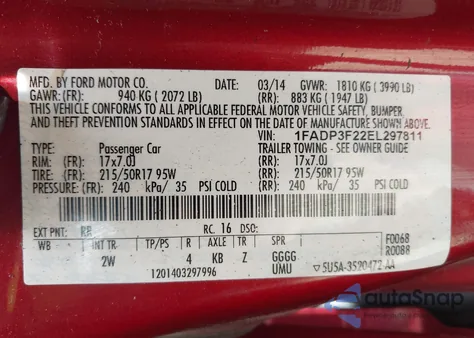 MFD. BY FORD MOTOR CO.
DATE: 03/14 GVWR: 1810 KG ( 3990 LB)
GAWR: (FR): 940 KG ( 2072 LB) (RR): 883 KG ( 1947 LB)
THIS VEHICLE CONFORMS TO ALL APPLICABLE FEDERAL MOTOR VEHICLE SAFETY, BUMPER,
AND THEFT PREVENTION STANDARDS IN EFFECT ON THE DATE OF MANUFACTURE SHOWN ABOVE.
VIN: 1FADP3F22EL297811
TYPE: Passenger Car TRAILER TOWING - SEE OWNER GUIDE
RIM: (FR): 17x7.0J (RR): 17x7.0J
TIRE: (FR): 215/50R17 95W (RR): 215/50R17 95W
PRESSURE: (FR): 240 kPa/ 35 PSI COLD (RR): 240 kPa/ 35 PSI COLD
EXT PNT: RR RC: 16 DSO:
WB TP/PS R AXLE TR SPR F0068
2W 4 KB Z GGGG R0088
1201403297996 UMU ▽5U5A-3520472-AA
autoSnap